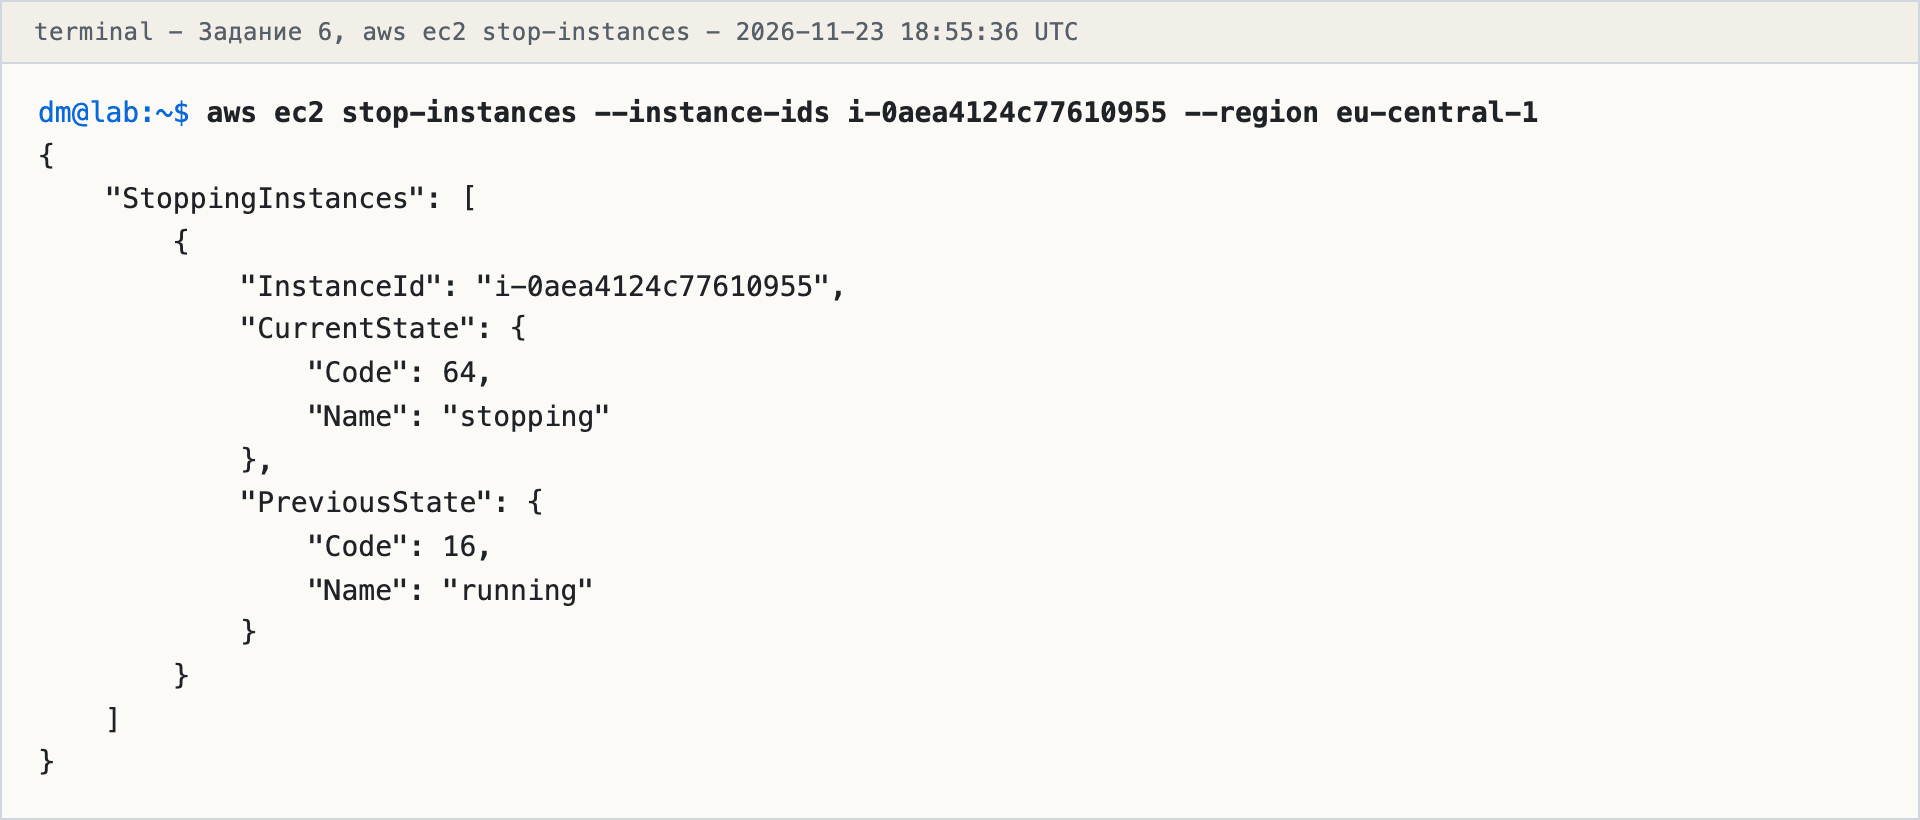 terminal — Задание 6, aws ec2 stop-instances — 2026-11-23 18:55:36 UTC
dm@lab:~$ aws ec2 stop-instances --instance-ids i-0aea4124c77610955 --region eu-central-1
{
    "StoppingInstances": [
        {
            "InstanceId": "i-0aea4124c77610955",
            "CurrentState": {
                "Code": 64,
                "Name": "stopping"
            },
            "PreviousState": {
                "Code": 16,
                "Name": "running"
            }
        }
    ]
}